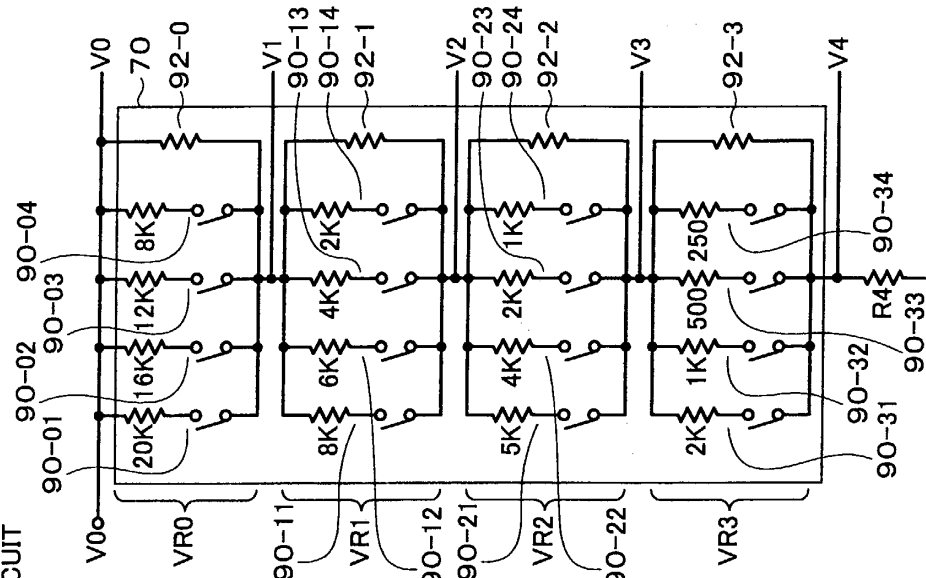 CUIT
V0
70
92-0
V0
V1
90-13
90-14
92-1
V2
90-23
90-24
92-2
V3
92-3
V4
90-04
90-03
90-02
90-01
8K
12K
16K
20K
VR0
2K
4K
6K
8K
90-11
VR1
90-12
1K
2K
4K
5K
90-21
VR2
90-22
250
500
1K
2K
VR3
90-34
90-33
90-32
90-31
R4